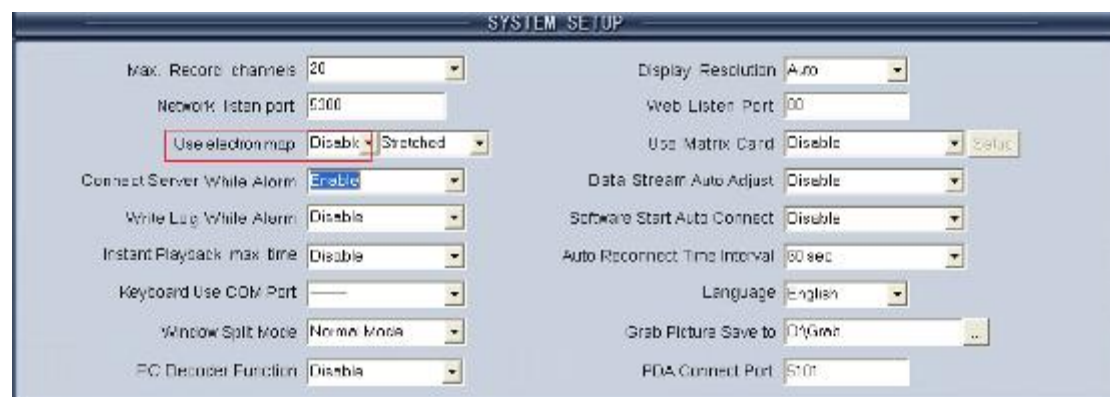 SYSTEM SETUP
Max. Record channels 20 Display Resolution Auto
Network listen port Web Listen Port
Use electron map Disable Stretched Use Matrix Card Disable Setup
Connect Server While Alarm Enable Data Stream Auto Adjust Disable
Write Log While Alarm Disable Software Start Auto Connect Disable
Instant Playback max time Disable Auto Reconnect Time Interval 60 sec
Keyboard Use COM Port ------ Language English
Window Split Mode Normal Mode Grab Picture Save to D:\Grab ...
PC Decoder Function Disable PDA Connect Port 5101